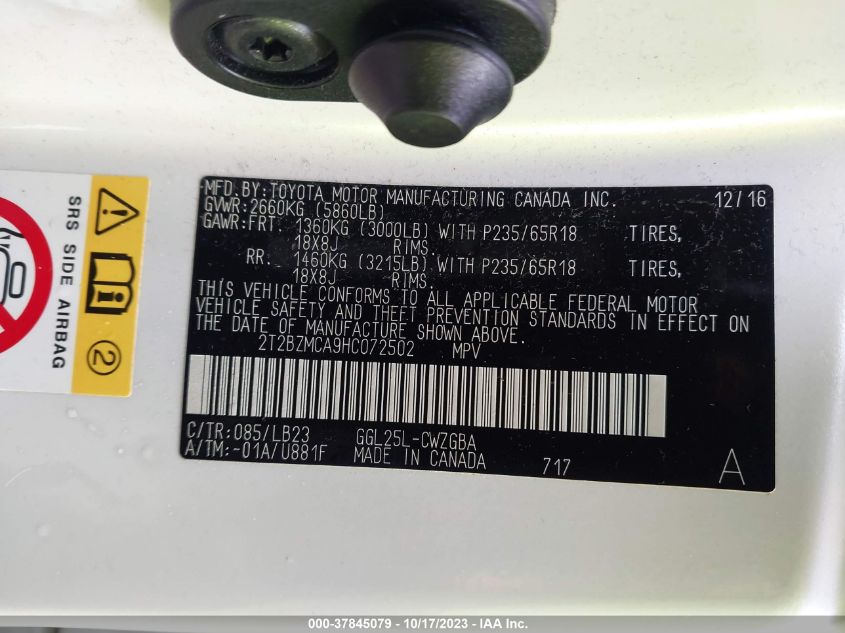 MFD.BY:TOYOTA MOTOR MANUFACTURING CANADA INC. 12/16
GVWR:2660KG (5860LB)
GAWR:FRT. 1360KG (3000LB) WITH P235/65R18 TIRES,
18X8J RIMS.
RR. 1460KG (3215LB) WITH P235/65R18 TIRES,
18X8J RIMS.
THIS VEHICLE CONFORMS TO ALL APPLICABLE FEDERAL MOTOR
VEHICLE SAFETY AND THEFT PREVENTION STANDARDS IN EFFECT ON
THE DATE OF MANUFACTURE SHOWN ABOVE.
2T2BZMCA9HC072502 MPV
C/TR:085/LB23 GGL25L-CWZGBA
A/TM:-01A/U881F MADE IN CANADA 717 A
SRS SIDE AIRBAG
2
000-37845079 - 10/17/2023 - IAA Inc.